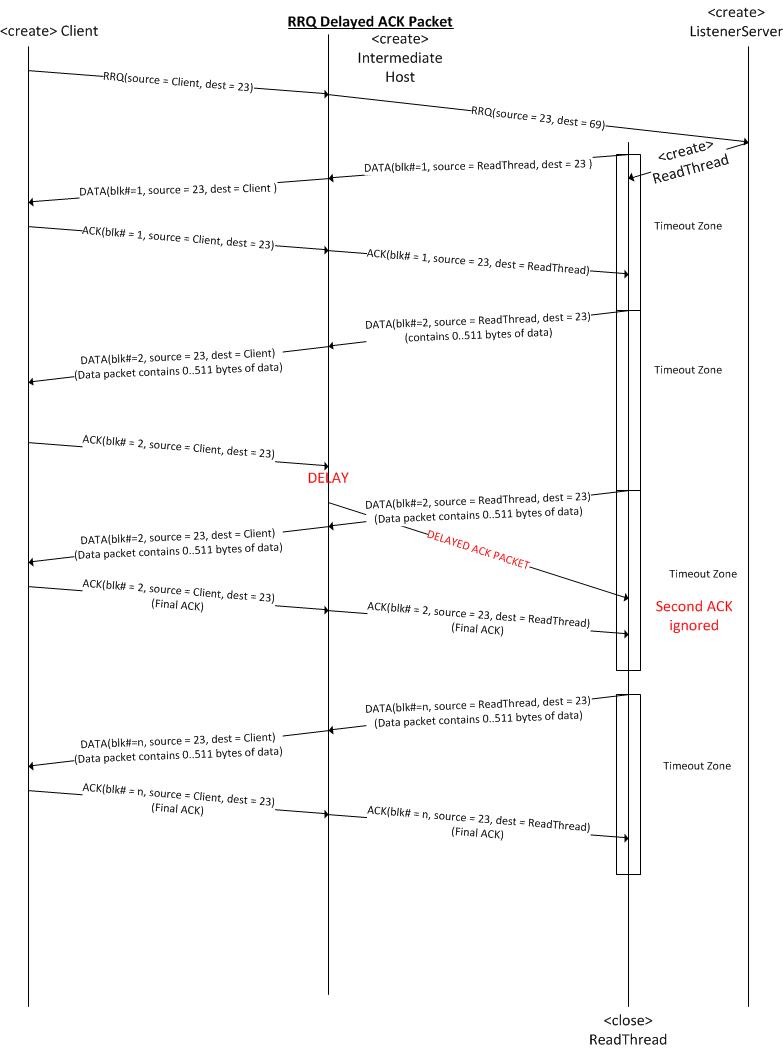 RRQ Delayed ACK Packet
<create> Client
<create>
Intermediate
Host
<create>
ListenerServer
RRQ(source = Client, dest = 23)
RRQ(source = 23, dest = 69)
<create>
ReadThread
DATA(blk#=1, source = ReadThread, dest = 23 )
DATA(blk#=1, source = 23, dest = Client )
Timeout Zone
ACK(blk# = 1, source = Client, dest = 23)
ACK(blk# = 1, source = 23, dest = ReadThread)
DATA(blk#=2, source = ReadThread, dest = 23)
(contains 0..511 bytes of data)
DATA(blk#=2, source = 23, dest = Client)
(Data packet contains 0..511 bytes of data)
Timeout Zone
ACK(blk# = 2, source = Client, dest = 23)
DELAY
DATA(blk#=2, source = ReadThread, dest = 23)
(Data packet contains 0..511 bytes of data)
DATA(blk#=2, source = 23, dest = Client)
(Data packet contains 0..511 bytes of data)
DELAYED ACK PACKET
Timeout Zone
ACK(blk# = 2, source = Client, dest = 23)
(Final ACK)
ACK(blk# = 2, source = 23, dest = ReadThread)
(Final ACK)
Second ACK
ignored
DATA(blk#=n, source = ReadThread, dest = 23)
(Data packet contains 0..511 bytes of data)
DATA(blk#=n, source = 23, dest = Client)
(Data packet contains 0..511 bytes of data)
Timeout Zone
ACK(blk# = n, source = Client, dest = 23)
(Final ACK)
ACK(blk# = n, source = 23, dest = ReadThread)
(Final ACK)
<close>
ReadThread